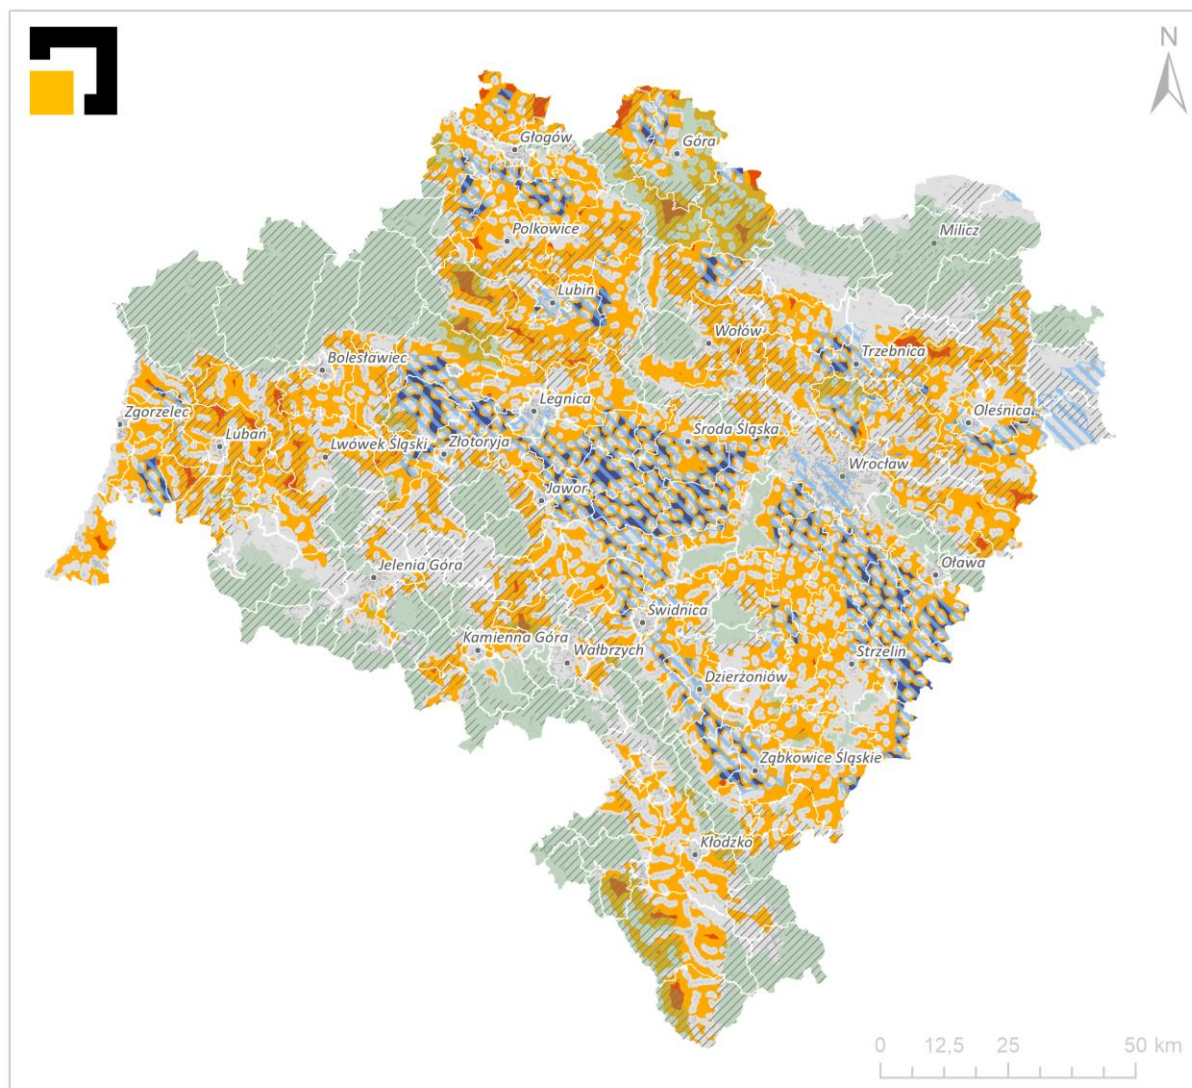 N
Głogów
Góra
Milicz
Polkowice
Lubin
Wołów
Trzebnica
Bolesławiec
Legnica
Oleśnica
Zgorzelec
Środa Śląska
Lubań
Lwówek Śląski
Złotoryja
Wrocław
Jawor
Oława
Jelenia Góra
Świdnica
Kamienna Góra
Wałbrzych
Strzelin
Dzierżoniów
Ząbkowice Śląskie
Kłodzko
0 12,5 25 50 km